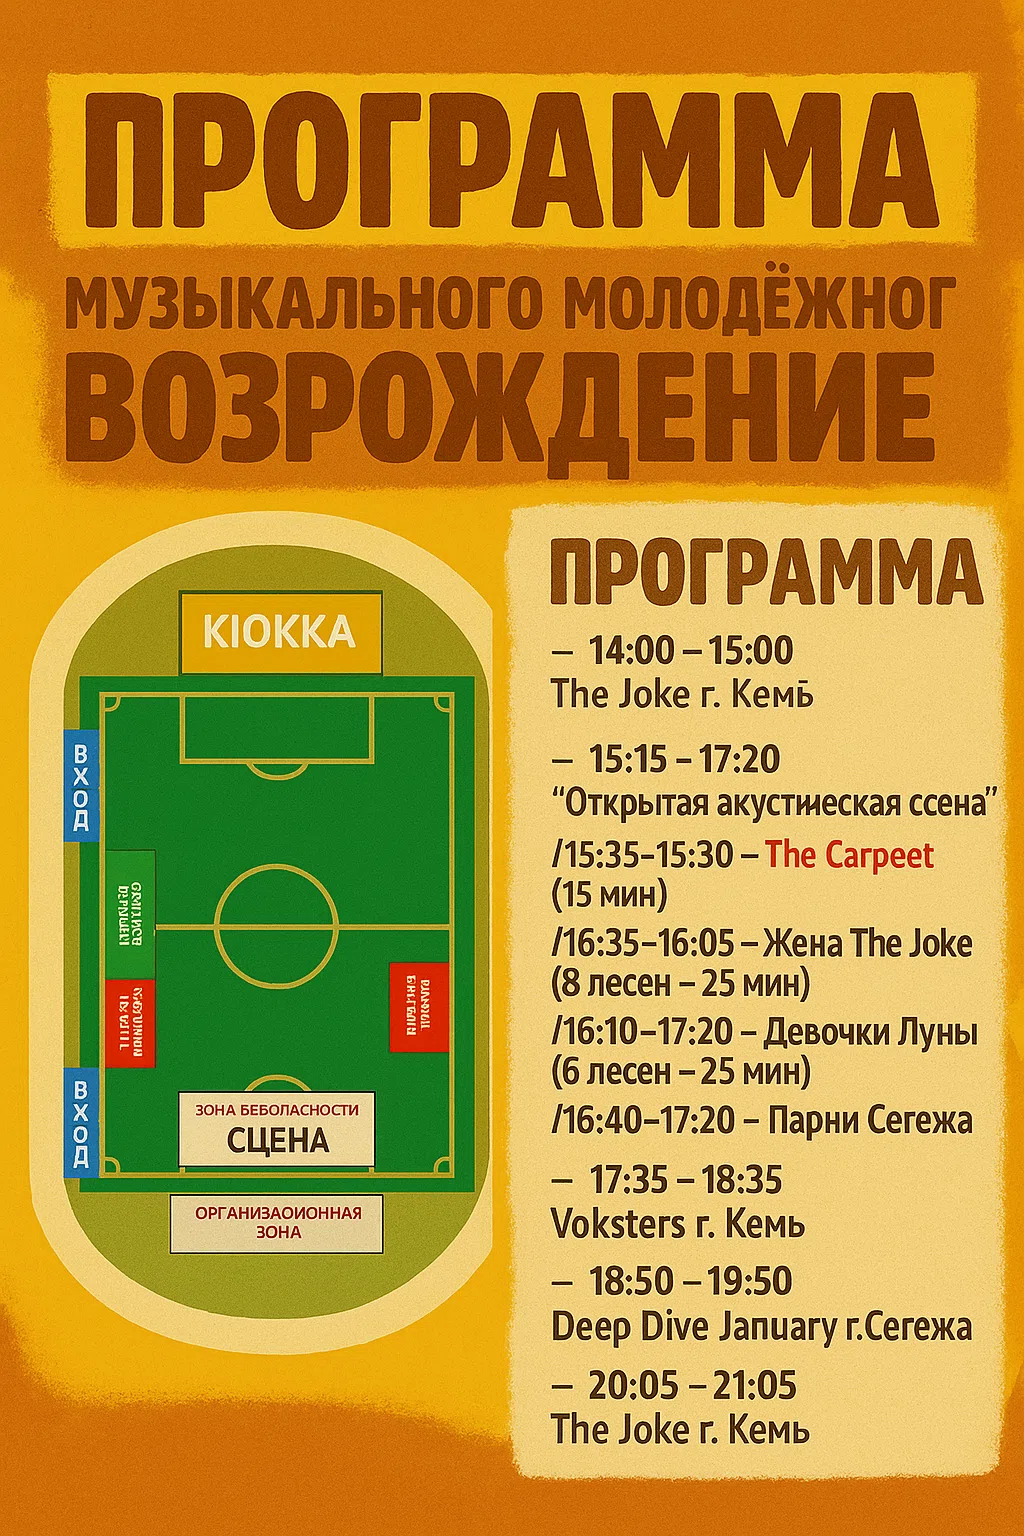 ПРОГРАММА
МУЗЫКАЛЬНОГО МОЛОДЁЖНОГ
ВОЗРОЖДЕНИЕ
КІОККА
ВХОД
ВХОД
ЗОНА БЕБОЛАСНОСТИ
СЦЕНА
ОРГАНИЗАОИОННАЯ
ЗОНА
ПРОГРАММА
– 14:00 – 15:00
The Joke г. Кемь
– 15:15 – 17:20
“Открытая акустиеская ссена”
/15:35–15:30 – The Carpeet
(15 мин)
/16:35–16:05 – Жена The Joke
(8 лесен – 25 мин)
/16:10–17:20 – Девочки Луны
(6 лесен – 25 мин)
/16:40–17:20 – Парни Сегежа
– 17:35 – 18:35
Voksters г. Кемь
– 18:50 – 19:50
Deep Dive January г.Сегежа
– 20:05 – 21:05
The Joke г. Кемь